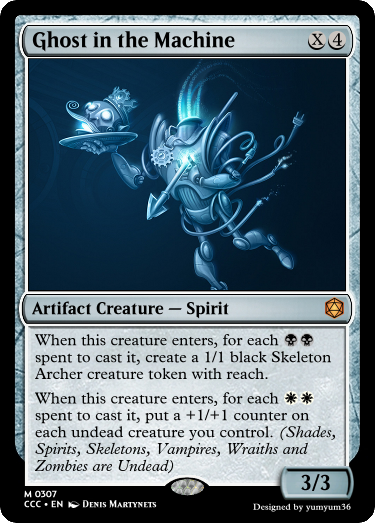 Ghost in the Machine X 4
Artifact Creature — Spirit
When this creature enters, for each
spent to cast it, create a 1/1 black Skeleton
Archer creature token with reach.
When this creature enters, for each
spent to cast it, put a +1/+1 counter on
each undead creature you control. (Shades,
Spirits, Skeletons, Vampires, Wraiths and
Zombies are Undead)
3/3
M 0307
CCC • EN Denis Martynets
Designed by yumyum36